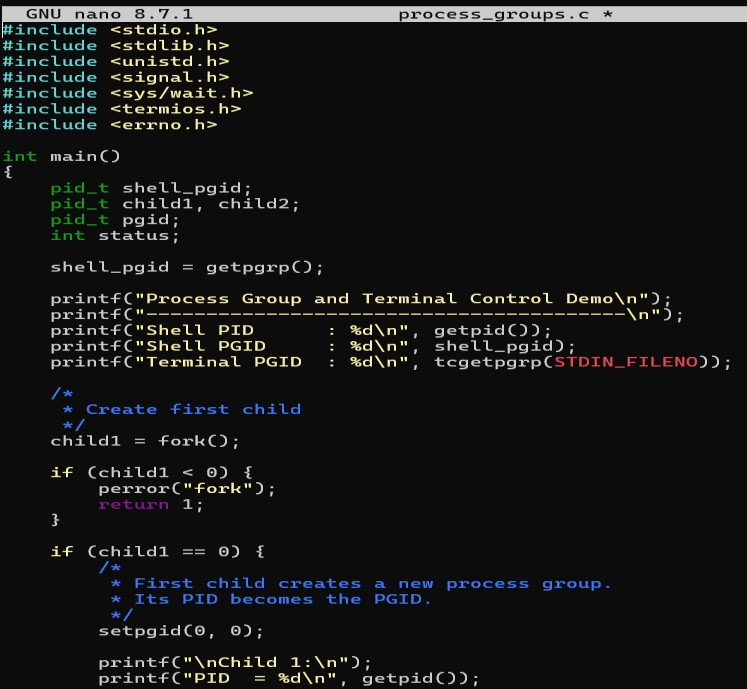 GNU nano 8.7.1 process_groups.c *
#include <stdio.h>
#include <stdlib.h>
#include <unistd.h>
#include <signal.h>
#include <sys/wait.h>
#include <termios.h>
#include <errno.h>

int main()
{
    pid_t shell_pgid;
    pid_t child1, child2;
    pid_t pgid;
    int status;

    shell_pgid = getpgrp();

    printf("Process Group and Terminal Control Demo\n");
    printf("----------------------------------------\n");
    printf("Shell PID      : %d\n", getpid());
    printf("Shell PGID     : %d\n", shell_pgid);
    printf("Terminal PGID  : %d\n", tcgetpgrp(STDIN_FILENO));

    /*
     * Create first child
     */
    child1 = fork();

    if (child1 < 0) {
        perror("fork");
        return 1;
    }

    if (child1 == 0) {
        /*
         * First child creates a new process group.
         * Its PID becomes the PGID.
         */
        setpgid(0, 0);

        printf("\nChild 1:\n");
        printf("PID  = %d\n", getpid());